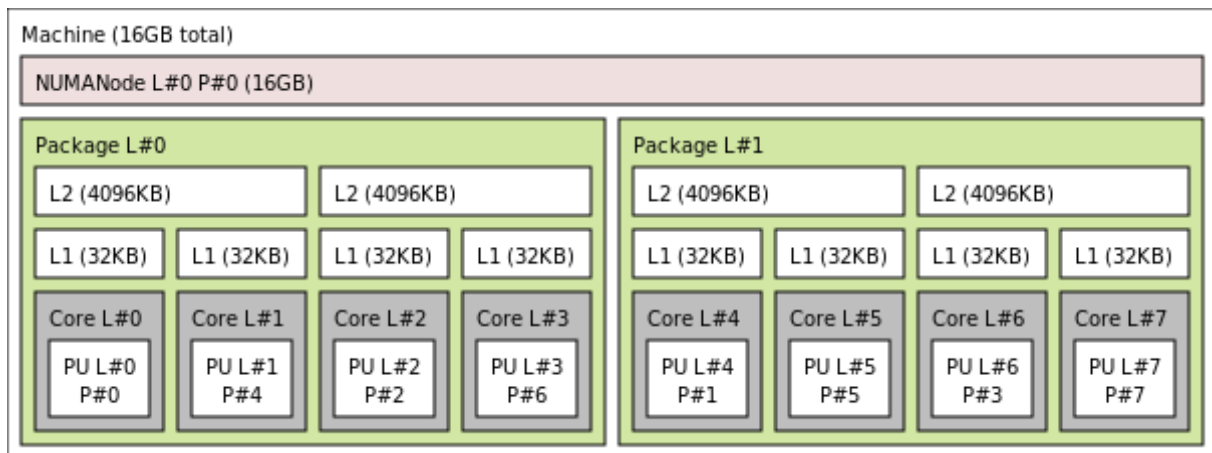 Machine (16GB total)
NUMANode L#0 P#0 (16GB)
Package L#0
L2 (4096KB)
L2 (4096KB)
L1 (32KB)
L1 (32KB)
L1 (32KB)
L1 (32KB)
Core L#0
PU L#0
P#0
Core L#1
PU L#1
P#4
Core L#2
PU L#2
P#2
Core L#3
PU L#3
P#6
Package L#1
L2 (4096KB)
L2 (4096KB)
L1 (32KB)
L1 (32KB)
L1 (32KB)
L1 (32KB)
Core L#4
PU L#4
P#1
Core L#5
PU L#5
P#5
Core L#6
PU L#6
P#3
Core L#7
PU L#7
P#7